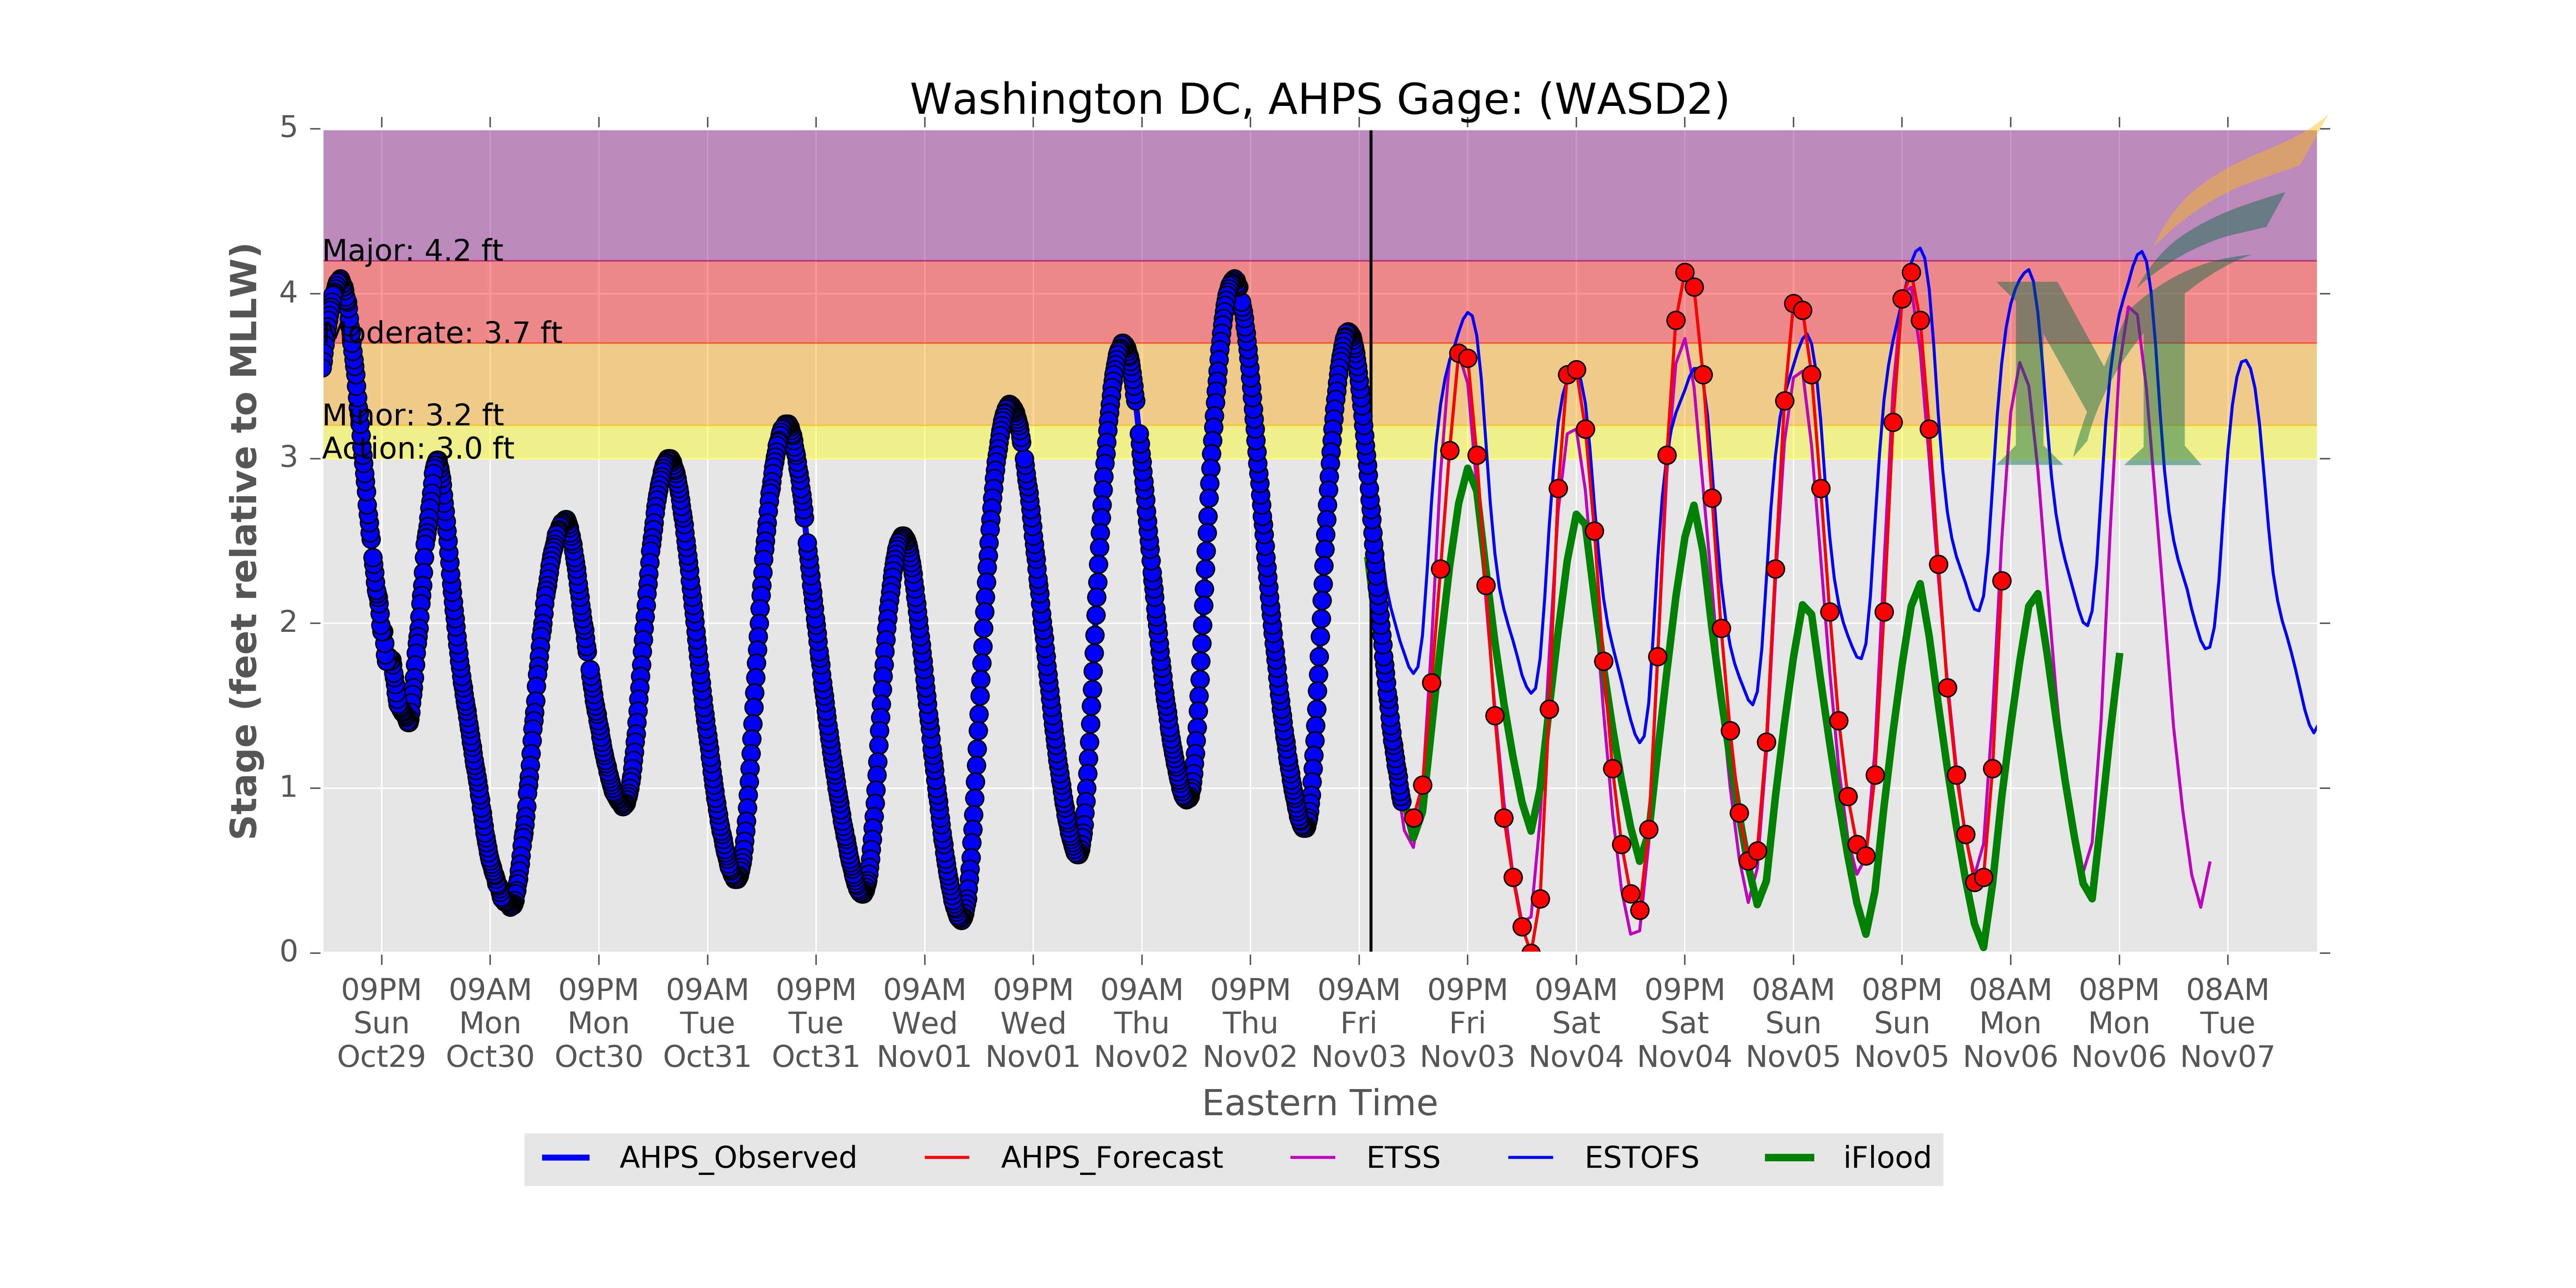 Washington DC, AHPS Gage: (WASD2)
Stage (feet relative to MLLW)
5
4
3
2
1
0
Major: 4.2 ft
Moderate: 3.7 ft
Minor: 3.2 ft
Action: 3.0 ft
09PM 09AM 09PM 09AM 09PM 09AM 09PM 09AM 09PM 09AM 09PM 09AM 09PM 08AM 08PM 08AM 08PM 08AM
Sun Mon Mon Tue Tue Wed Wed Thu Thu Fri Fri Sat Sat Sun Sun Mon Mon Tue
Oct29 Oct30 Oct30 Oct31 Oct31 Nov01 Nov01 Nov02 Nov02 Nov03 Nov03 Nov04 Nov04 Nov05 Nov05 Nov06 Nov06 Nov07
Eastern Time
AHPS_Observed AHPS_Forecast ETSS ESTOFS iFlood